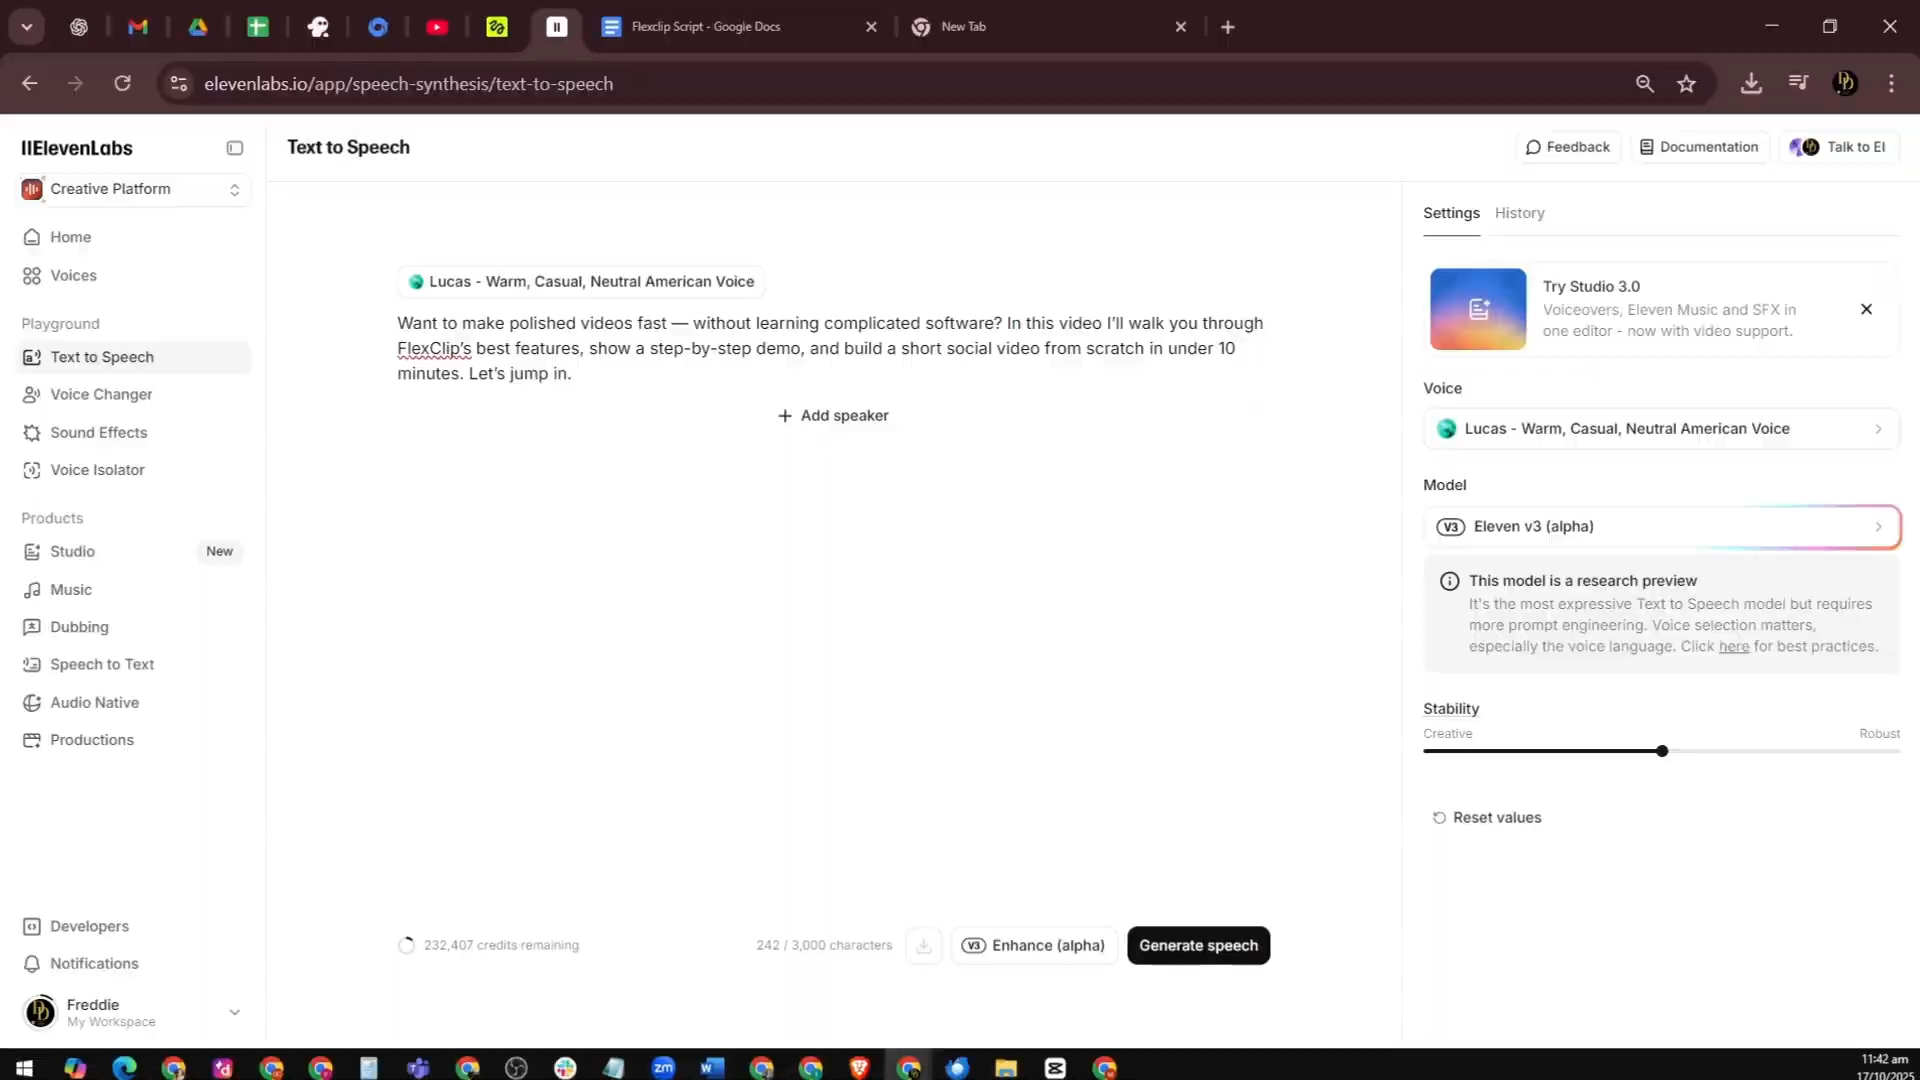 Flexclip Script - Google Docs
New Tab
elevenlabs.io/app/speech-synthesis/text-to-speech
IIElevenLabs
Text to Speech
Feedback
Documentation
Talk to El
Creative Platform
Home
Voices
Playground
Text to Speech
Voice Changer
Sound Effects
Voice Isolator
Products
Studio
New
Music
Dubbing
Speech to Text
Audio Native
Productions
Developers
Notifications
Freddie
My Workspace
Lucas - Warm, Casual, Neutral American Voice
Want to make polished videos fast — without learning complicated software? In this video I’ll walk you through
FlexClip’s best features, show a step-by-step demo, and build a short social video from scratch in under 10
minutes. Let’s jump in.
+ Add speaker
232,407 credits remaining
242 / 3,000 characters
V3 Enhance (alpha)
Generate speech
Settings
History
Try Studio 3.0
Voiceovers, Eleven Music and SFX in
one editor - now with video support.
Voice
Lucas - Warm, Casual, Neutral American Voice
Model
V3 Eleven v3 (alpha)
This model is a research preview
It's the most expressive Text to Speech model but requires
more prompt engineering. Voice selection matters,
especially the voice language. Click here for best practices.
Stability
Creative
Robust
Reset values
11:42 am
17/10/2025